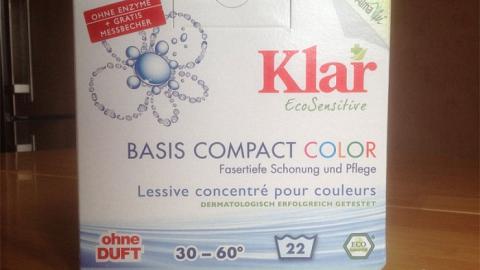 OHNE ENZYME
+ GRATIS
MESSBECHER
Klar
EcoSensitive
BASIS COMPACT COLOR
Fasertiefe Schonung und Pflege
Lessive concentré pour couleurs
DERMATOLOGISCH ERFOLGREICH GETESTET
ohne
DUFT
30 – 60°
22
ECO